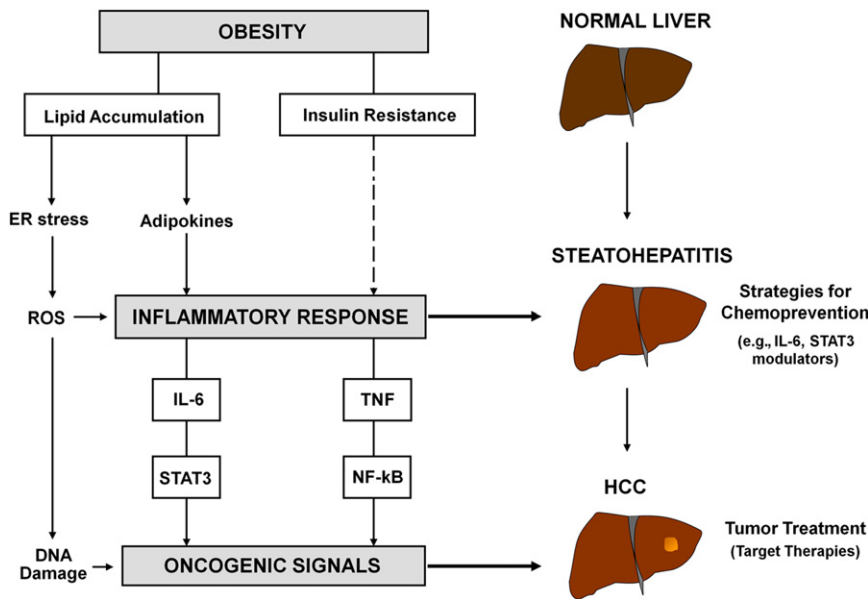 OBESITY
Lipid Accumulation
Insulin Resistance
ER stress
Adipokines
ROS
INFLAMMATORY RESPONSE
IL-6
TNF
STAT3
NF-kB
DNA
Damage
ONCOGENIC SIGNALS
NORMAL LIVER
STEATOHEPATITIS
Strategies for
Chemoprevention
(e.g., IL-6, STAT3
modulators)
HCC
Tumor Treatment
(Target Therapies)